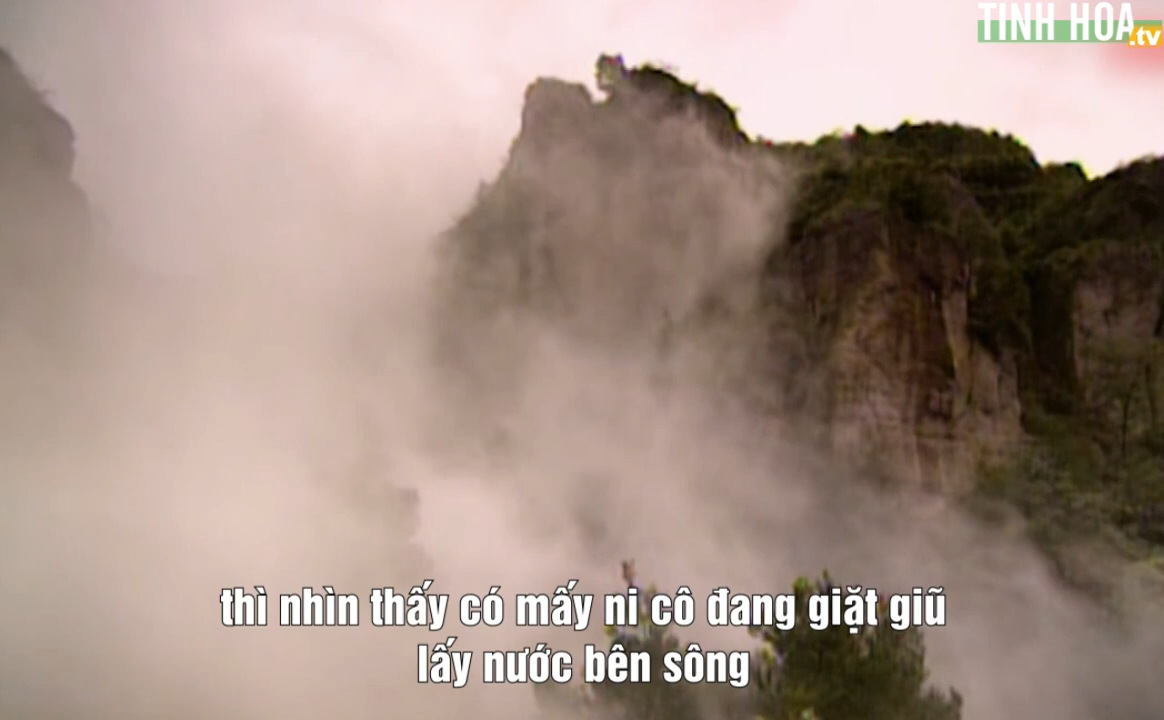 TINH HOA
.tv
thì nhìn thấy có mấy ni cô đang giặt giũ
lấy nước bên sông